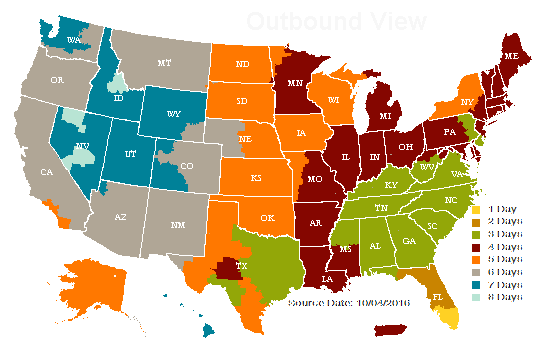 Outbound View
WA
MT
ND
MN
ME
OR
ID
SD
WI
NY
WY
MI
NV
UT
NE
IA
PA
CO
IL
IN
OH
WV
CA
KS
MO
KY
VA
AZ
NM
OK
TN
NC
AR
SC
MS
AL
GA
TX
LA
FL
1 Day
2 Days
3 Days
4 Days
5 Days
6 Days
7 Days
8 Days
Source Date: 10/04/2016